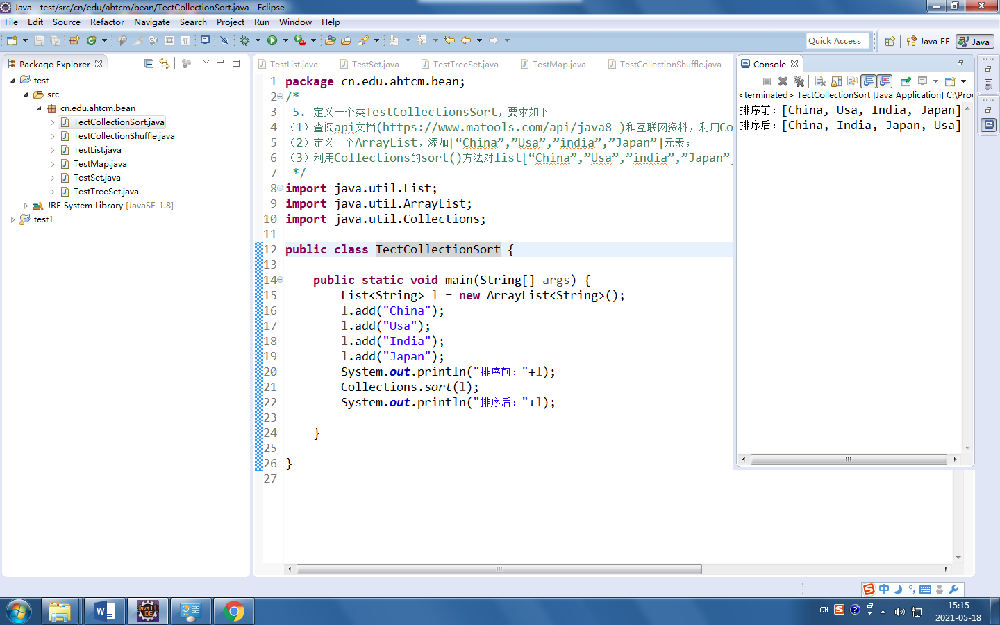 Java - test/src/cn/edu/ahtcm/bean/TectCollectionSort.java - Eclipse
File Edit Source Refactor Navigate Search Project Run Window Help
Quick Access
Java EE
Java
Package Explorer
test
src
cn.edu.ahtcm.bean
TectCollectionSort.java
TestCollectionShuffle.java
TestList.java
TestMap.java
TestSet.java
TestTreeSet.java
JRE System Library [JavaSE-1.8]
test1
TestList.java TestSet.java TestTreeSet.java TestMap.java TestCollectionShuffle.java
1 package cn.edu.ahtcm.bean;
2 /*
3 5. 定义一个类TestCollectionsSort，要求如下
4 （1）查阅api文档(https://www.matools.com/api/java8 )和互联网资料，利用Co
5 （2）定义一个ArrayList，添加[“China”,”Usa”,”india”,”Japan”]元素；
6 （3）利用Collections的sort()方法对list[“China”,”Usa”,”india”,”Japan”]
7 */
8 import java.util.List;
9 import java.util.ArrayList;
10 import java.util.Collections;
11
12 public class TectCollectionSort {
13
14 public static void main(String[] args) {
15 List<String> l = new ArrayList<String>();
16 l.add("China");
17 l.add("Usa");
18 l.add("India");
19 l.add("Japan");
20 System.out.println("排序前："+l);
21 Collections.sort(l);
22 System.out.println("排序后："+l);
23
24 }
25
26 }
27
Console
<terminated> TectCollectionSort [Java Application] C:\Prog
排序前：[China, Usa, India, Japan]
排序后：[China, India, Japan, Usa]
中
CH
15:15
2021-05-18